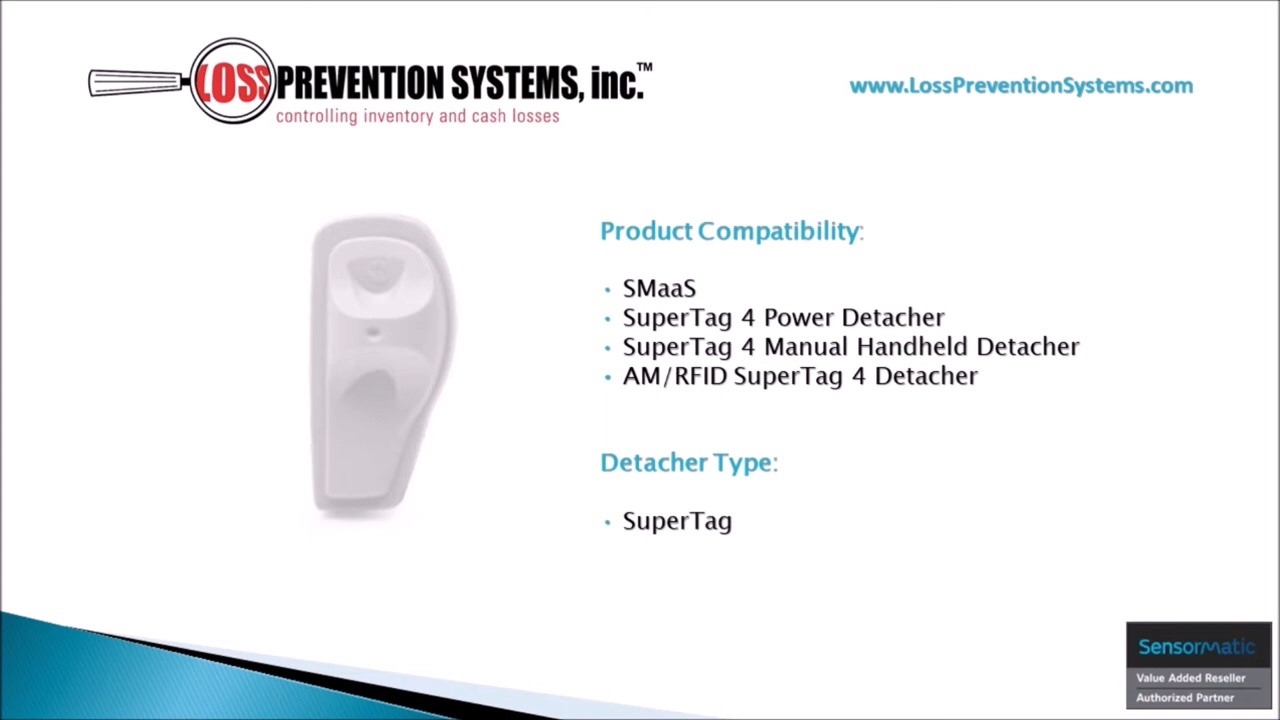 LOSS PREVENTION SYSTEMS, inc.™
controlling inventory and cash losses
www.LossPreventionSystems.com
Product Compatibility:
• SMaaS
• SuperTag 4 Power Detacher
• SuperTag 4 Manual Handheld Detacher
• AM/RFID SuperTag 4 Detacher
Detacher Type:
• SuperTag
Sensormatic
Value Added Reseller
Authorized Partner